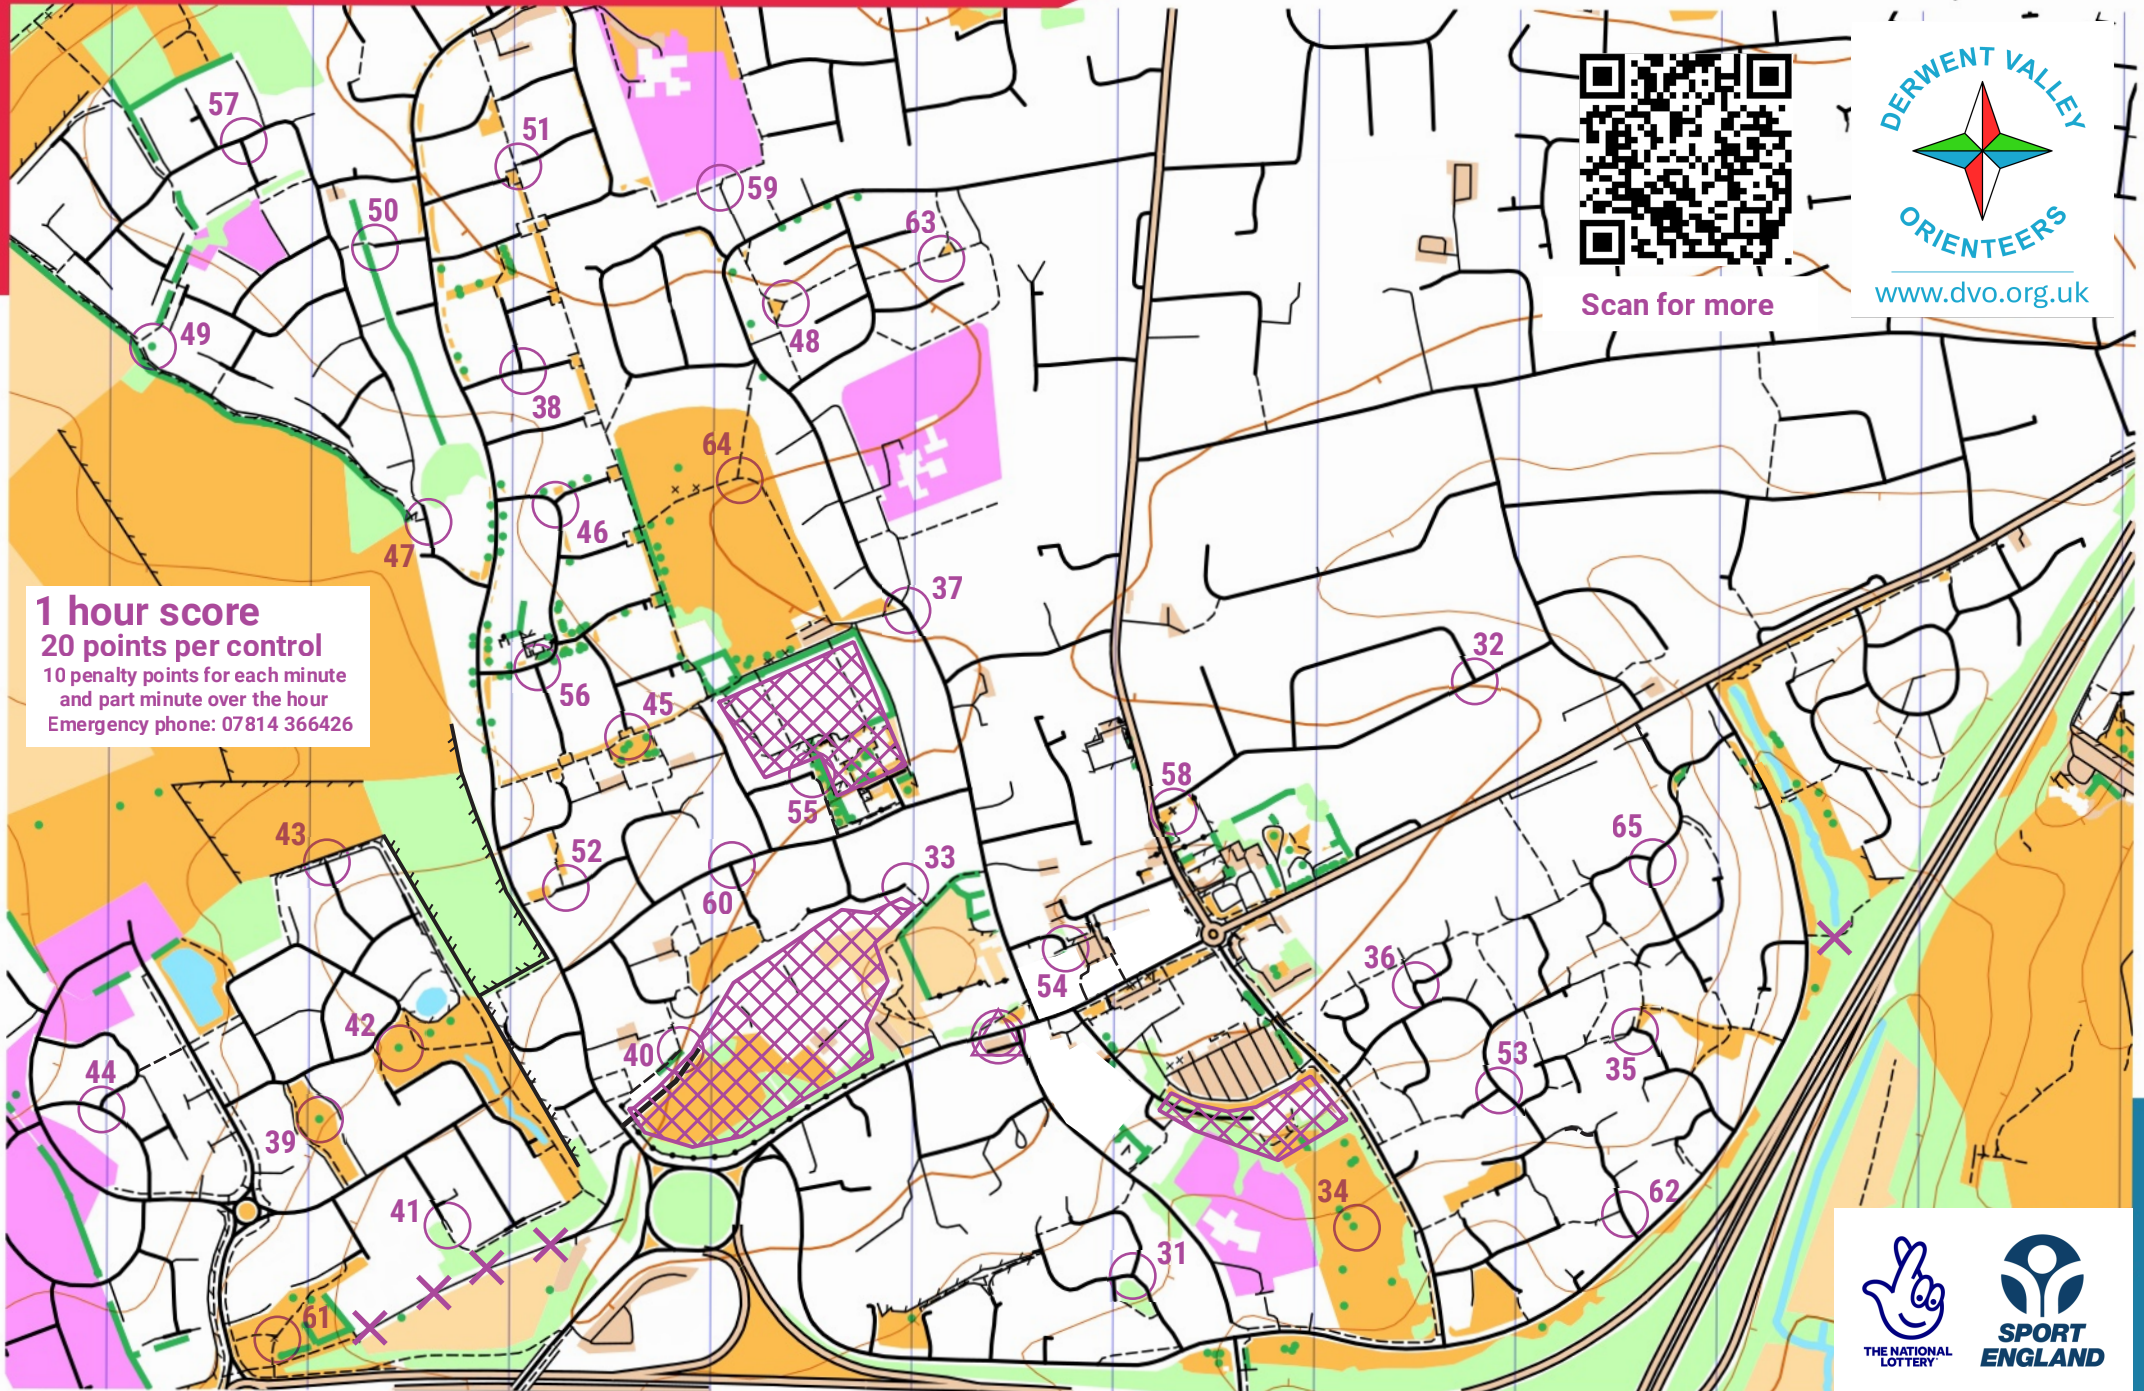 DERWENT VALLEY
ORIENTEERS
www.dvo.org.uk
Scan for more
57
51
50
59
63
49
48
38
64
46
47
37
1 hour score
20 points per control
10 penalty points for each minute
and part minute over the hour
Emergency phone: 07814 366426
32
56
45
58
55
43
52
33
65
60
36
54
42
40
44
53
35
39
41
34
62
31
61
THE NATIONAL
LOTTERY
SPORT
ENGLAND